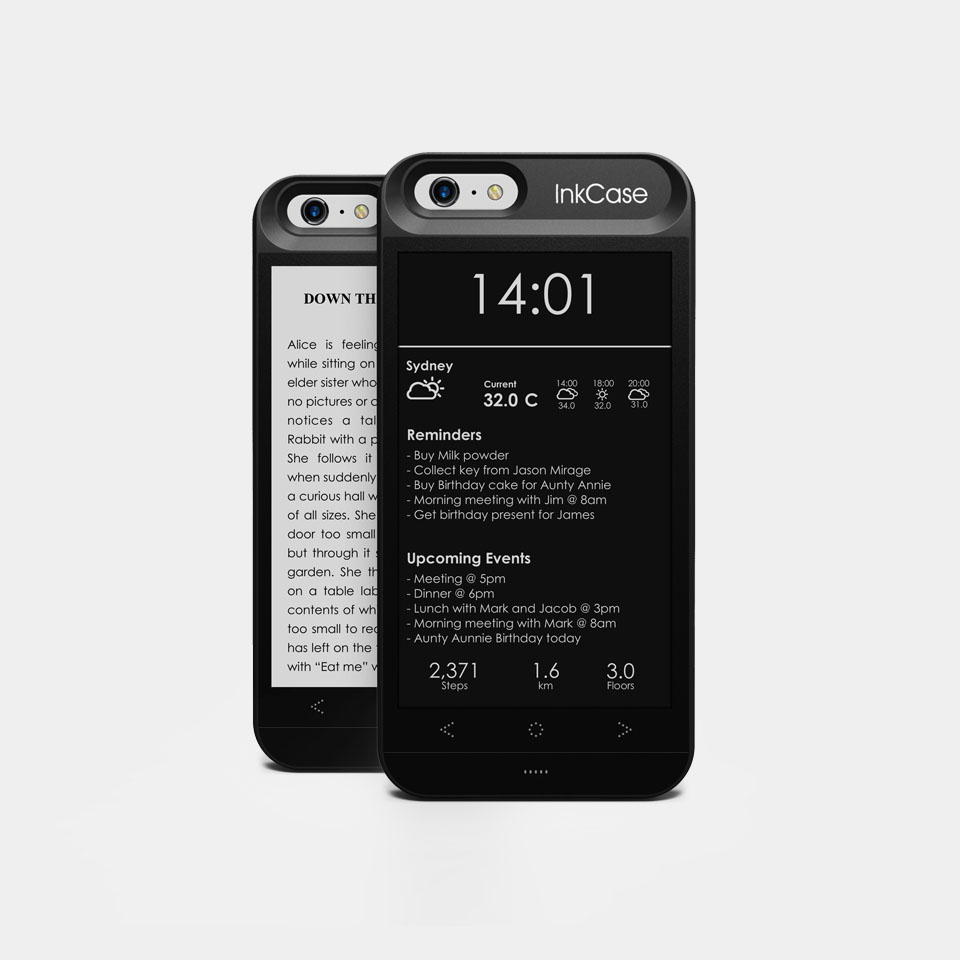 InkCase
14:01
Sydney
Current
32.0 C
14:00
34.0
18:00
32.0
20:00
31.0
Reminders
- Buy Milk powder
- Collect key from Jason Mirage
- Buy Birthday cake for Aunty Annie
- Morning meeting with Jim @ 8am
- Get birthday present for James
Upcoming Events
- Meeting @ 5pm
- Dinner @ 6pm
- Lunch with Mark and Jacob @ 3pm
- Morning meeting with Mark @ 8am
- Aunty Aunnie Birthday today
2,371
Steps
1.6
km
3.0
Floors
DOWN TH
Alice is feeling
while sitting on
elder sister who
no pictures or
notices a tal
Rabbit with a p
She follows it
when suddenly
a curious hall w
of all sizes. She
door too small
but through it s
garden. She th
on a table lab
contents of wh
too small to rea
has left on the
with “Eat me” w